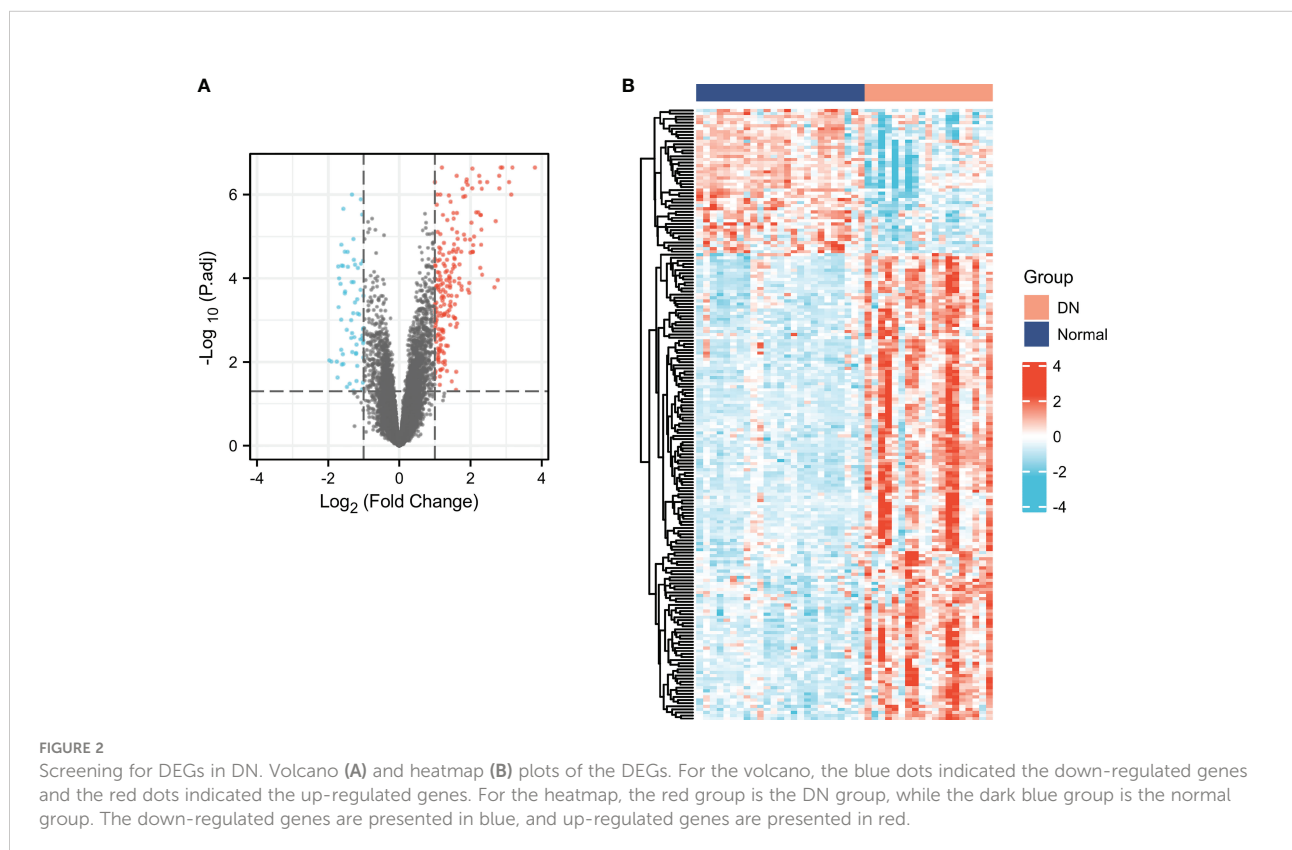 A
B
6
4
2
0
-4
-2
0
2
4
-Log 10 (P.adj)
Log2 (Fold Change)
Group
DN
Normal
4
2
0
-2
-4
FIGURE 2
Screening for DEGs in DN. Volcano (A) and heatmap (B) plots of the DEGs. For the volcano, the blue dots indicated the down-regulated genes
and the red dots indicated the up-regulated genes. For the heatmap, the red group is the DN group, while the dark blue group is the normal
group. The down-regulated genes are presented in blue, and up-regulated genes are presented in red.